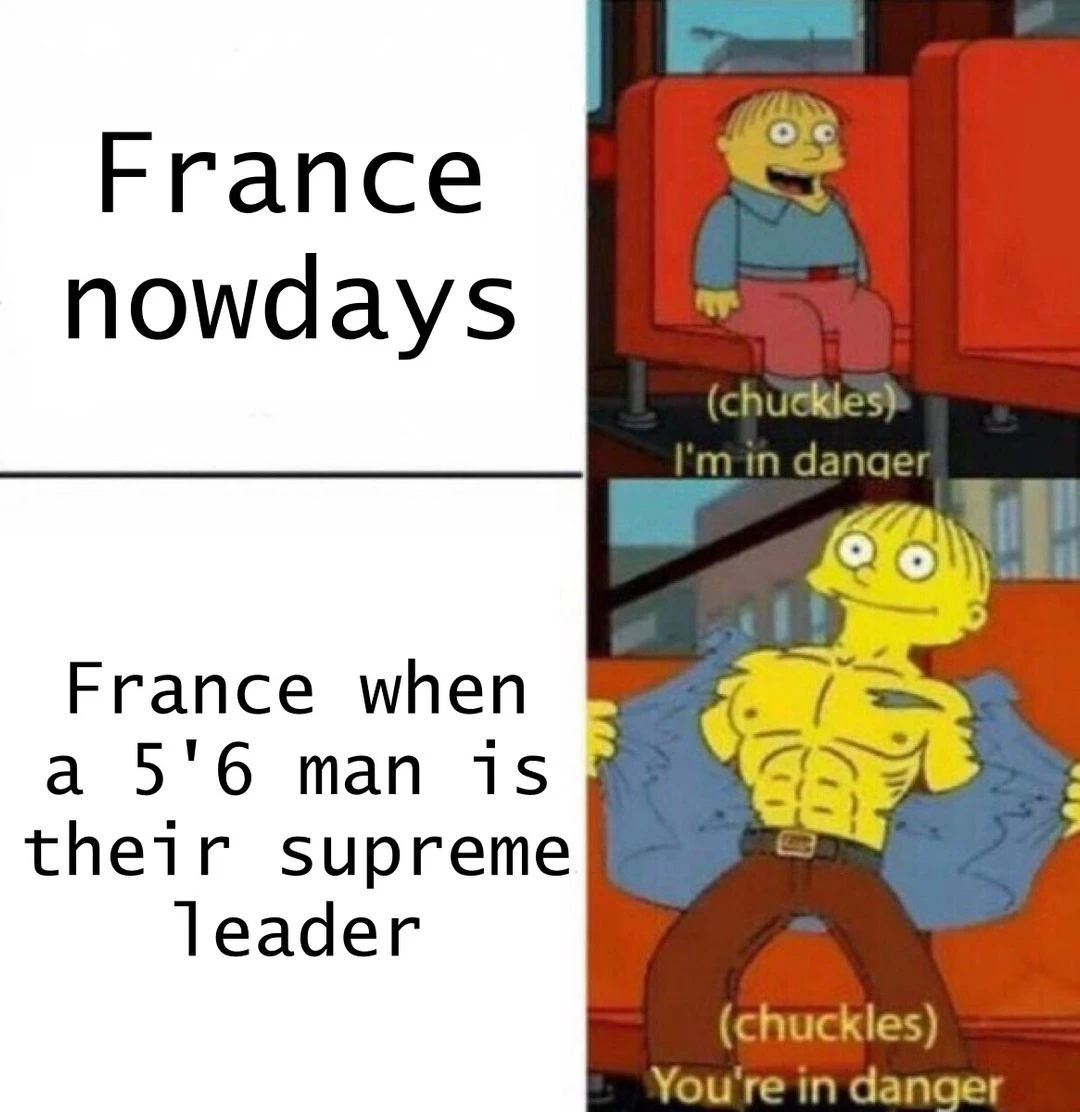 France
nowdays
(chuckles)
I'm in danger
France when
a 5'6 man is
their supreme
leader
(chuckles)
You're in danger